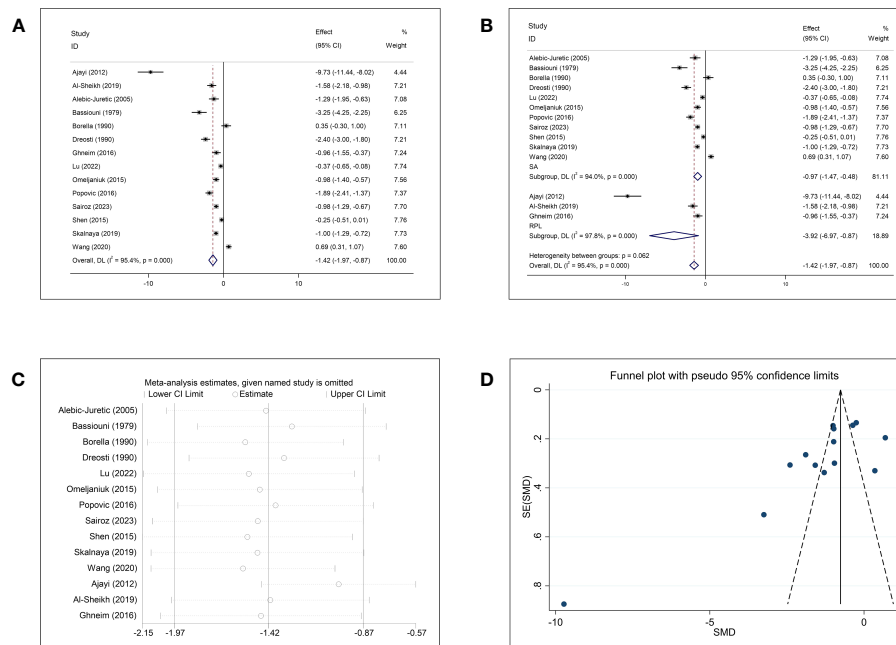 A
Study
ID
Effect
(95% CI)
%
Weight
Ajayi (2012) -9.73 (-11.44, -8.02) 4.44
Al-Sheikh (2019) -1.58 (-2.18, -0.98) 7.21
Alebic-Juretic (2005) -1.29 (-1.95, -0.63) 7.08
Bassiouni (1979) -3.25 (-4.25, -2.25) 6.25
Borella (1990) 0.35 (-0.30, 1.00) 7.11
Dreosti (1990) -2.40 (-3.00, -1.80) 7.21
Ghneim (2016) -0.96 (-1.55, -0.37) 7.24
Lu (2022) -0.37 (-0.65, -0.08) 7.74
Omeljaniuk (2015) -0.98 (-1.40, -0.57) 7.56
Popovic (2016) -1.89 (-2.41, -1.37) 7.37
Sairoz (2023) -0.98 (-1.29, -0.67) 7.70
Shen (2015) -0.25 (-0.51, 0.01) 7.76
Skalnaya (2019) -1.00 (-1.29, -0.72) 7.73
Wang (2020) 0.69 (0.31, 1.07) 7.60
Overall, DL (I² = 95.4%, p = 0.000) -1.42 (-1.97, -0.87) 100.00
-10 0 10
B
Study
ID
Effect
(95% CI)
%
Weight
Alebic-Juretic (2005) -1.29 (-1.95, -0.63) 7.08
Bassiouni (1979) -3.25 (-4.25, -2.25) 6.25
Borella (1990) 0.35 (-0.30, 1.00) 7.11
Dreosti (1990) -2.40 (-3.00, -1.80) 7.21
Lu (2022) -0.37 (-0.65, -0.08) 7.74
Omeljaniuk (2015) -0.98 (-1.40, -0.57) 7.56
Popovic (2016) -1.89 (-2.41, -1.37) 7.37
Sairoz (2023) -0.98 (-1.29, -0.67) 7.70
Shen (2015) -0.25 (-0.51, 0.01) 7.76
Skalnaya (2019) -1.00 (-1.29, -0.72) 7.73
Wang (2020) 0.69 (0.31, 1.07) 7.60
SA
Subgroup, DL (I² = 94.0%, p = 0.000) -0.97 (-1.47, -0.48) 81.11
Ajayi (2012) -9.73 (-11.44, -8.02) 4.44
Al-Sheikh (2019) -1.58 (-2.18, -0.98) 7.21
Ghneim (2016) -0.96 (-1.55, -0.37) 7.24
RPL
Subgroup, DL (I² = 97.8%, p = 0.000) -3.92 (-6.97, -0.87) 18.89
Heterogeneity between groups: p = 0.062
Overall, DL (I² = 95.4%, p = 0.000) -1.42 (-1.97, -0.87) 100.00
-10 0 10
C
Meta-analysis estimates, given named study is omitted
Lower CI Limit Estimate Upper CI Limit
Alebic-Juretic (2005)
Bassiouni (1979)
Borella (1990)
Dreosti (1990)
Lu (2022)
Omeljaniuk (2015)
Popovic (2016)
Sairoz (2023)
Shen (2015)
Skalnaya (2019)
Wang (2020)
Ajayi (2012)
Al-Sheikh (2019)
Ghneim (2016)
-2.15 -1.97 -1.42 -0.87 -0.57
D
Funnel plot with pseudo 95% confidence limits
SE(SMD)
0
.2
.4
.6
.8
-10 -5 0
SMD